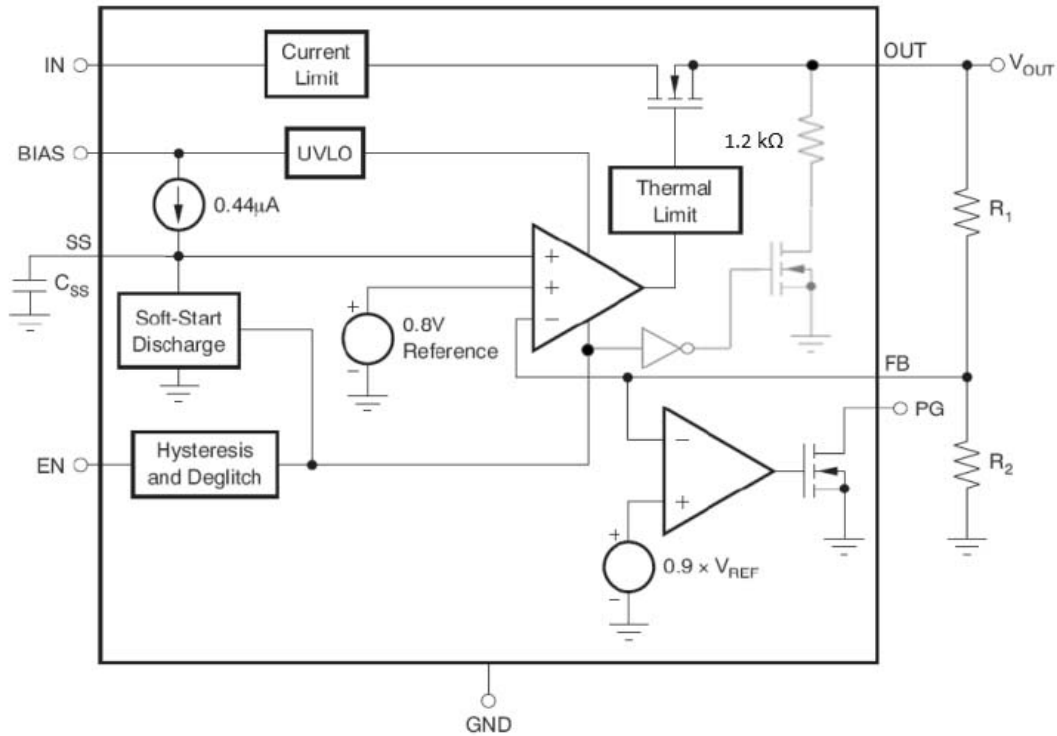 IN
Current
Limit
OUT
V_OUT
BIAS
UVLO
1.2 kΩ
0.44µA
Thermal
Limit
R_1
SS
C_SS
+
+
−
Soft-Start
Discharge
+
−
0.8V
Reference
FB
PG
EN
Hysteresis
and Deglitch
−
+
R_2
+
−
0.9 × V_REF
GND